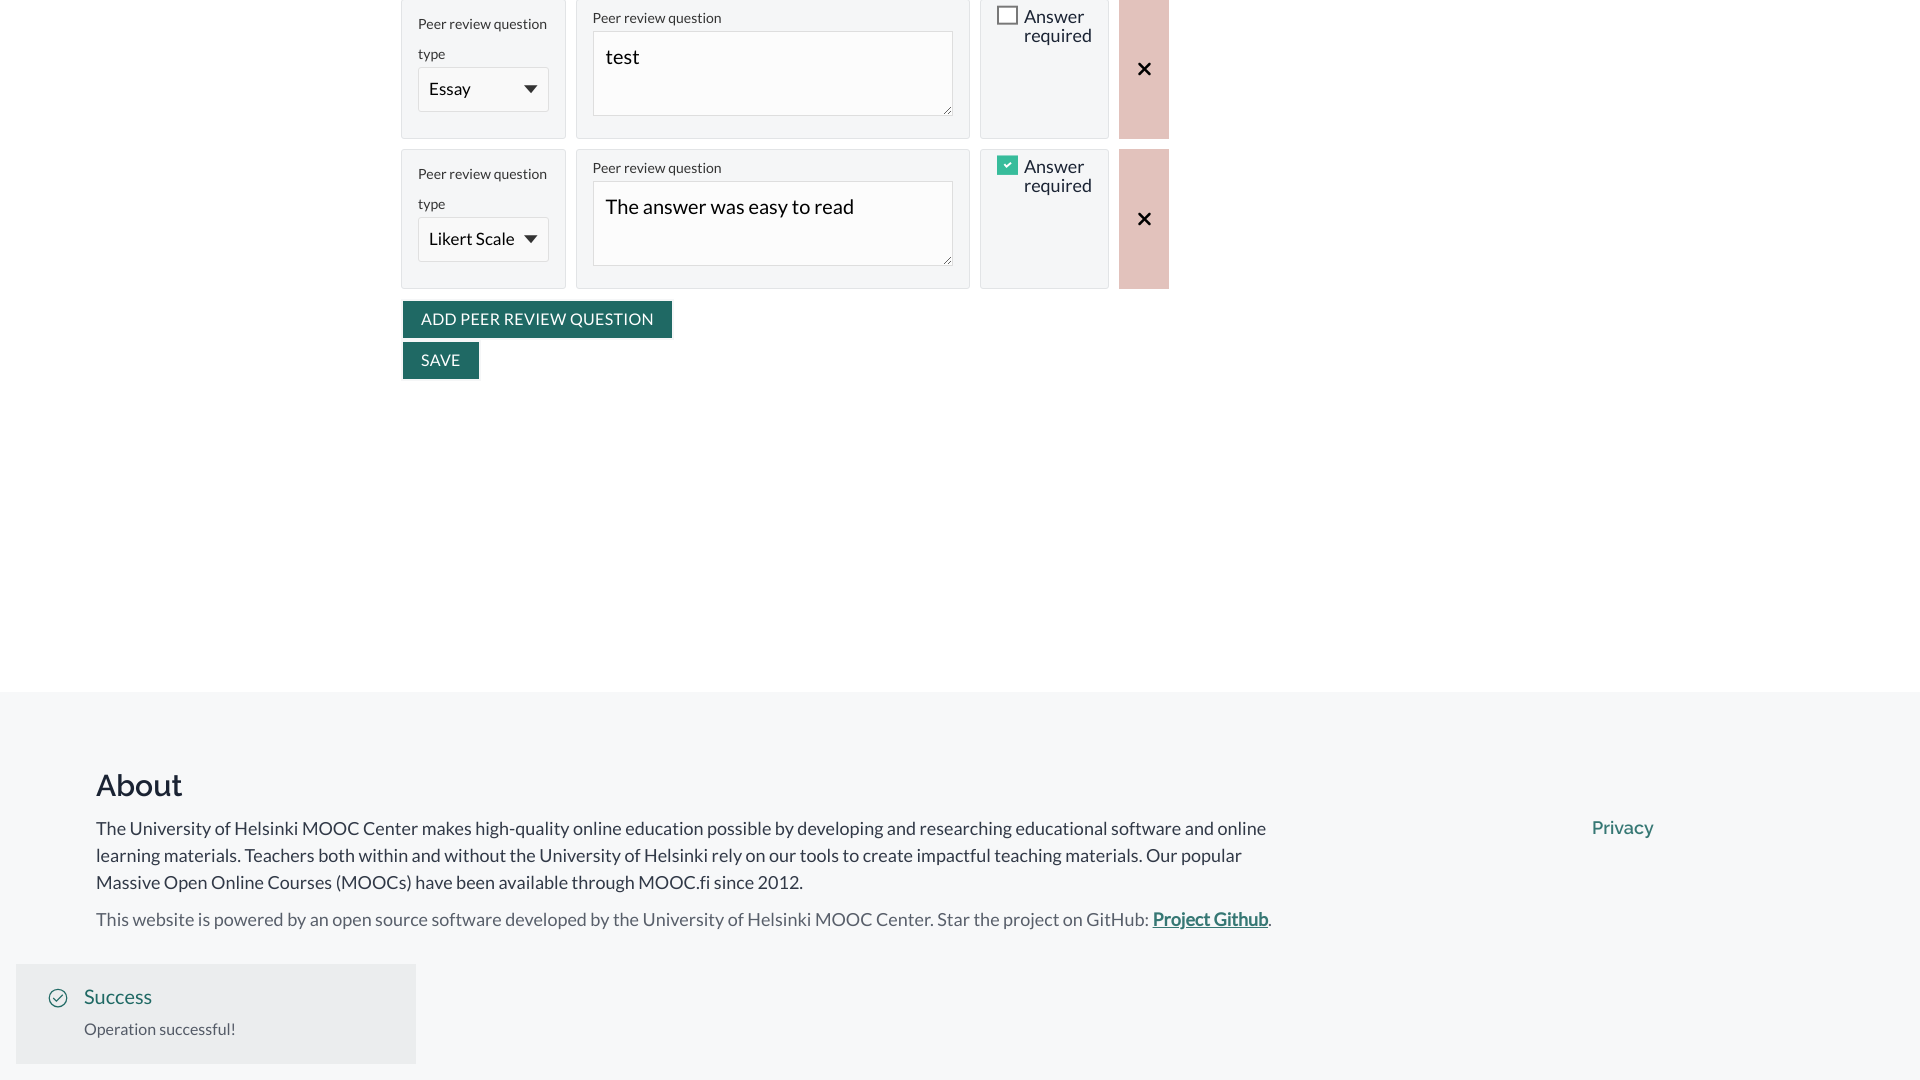 Peer review question
type
Essay
Peer review question
test
Answer
required
Peer review question
type
Likert Scale
Peer review question
The answer was easy to read
Answer
required
ADD PEER REVIEW QUESTION
SAVE
About
The University of Helsinki MOOC Center makes high-quality online education possible by developing and researching educational software and online
learning materials. Teachers both within and without the University of Helsinki rely on our tools to create impactful teaching materials. Our popular
Massive Open Online Courses (MOOCs) have been available through MOOC.fi since 2012.
This website is powered by an open source software developed by the University of Helsinki MOOC Center. Star the project on GitHub: Project Github.
Privacy
Success
Operation successful!